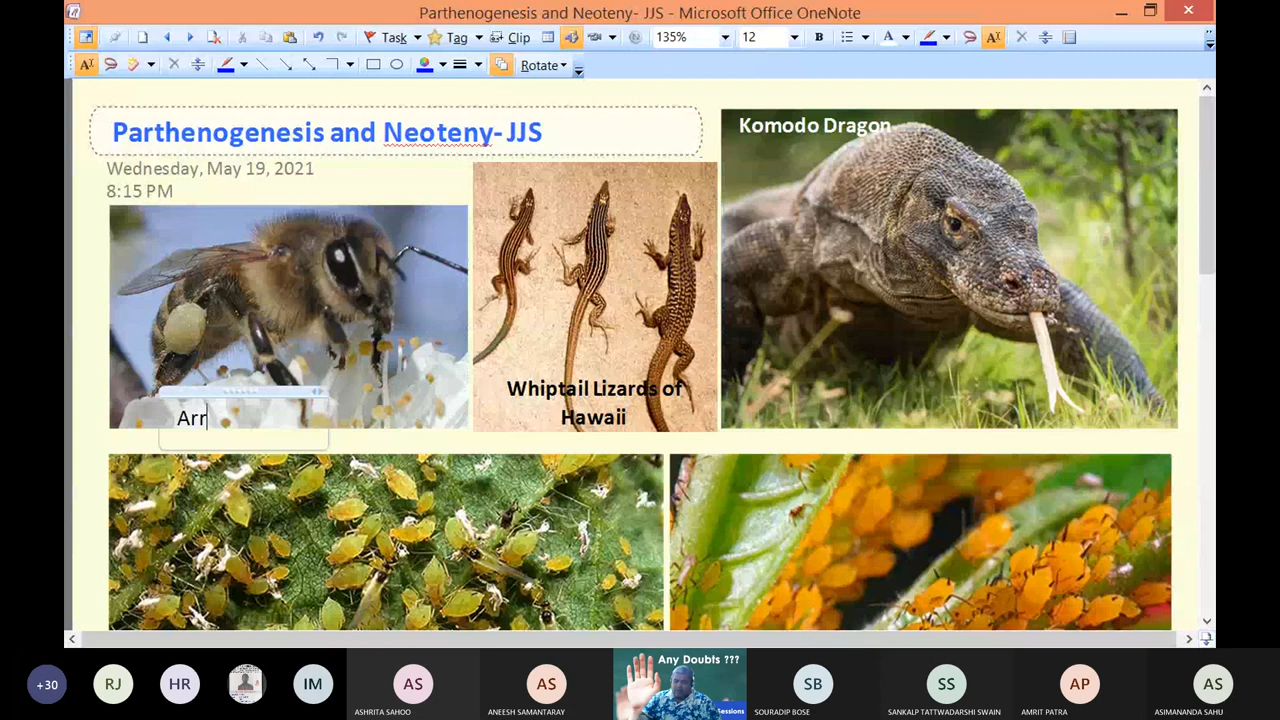 Parthenogenesis and Neoteny- JJS - Microsoft Office OneNote
Task Tag Clip 135% 12 B A A
A Rotate
Parthenogenesis and Neoteny- JJS
Wednesday, May 19, 2021
8:15 PM
Komodo Dragon
Whiptail Lizards of
Hawaii
Arr
Any Doubts ???
Sessions
+30 RJ HR IM AS AS SB SS AP AS
ASHRITA SAHOO ANEESH SAMANTARAY SOURADIP BOSE SANKALP TATTWADARSHI SWAIN AMRIT PATRA ASIMANANDA SAHU